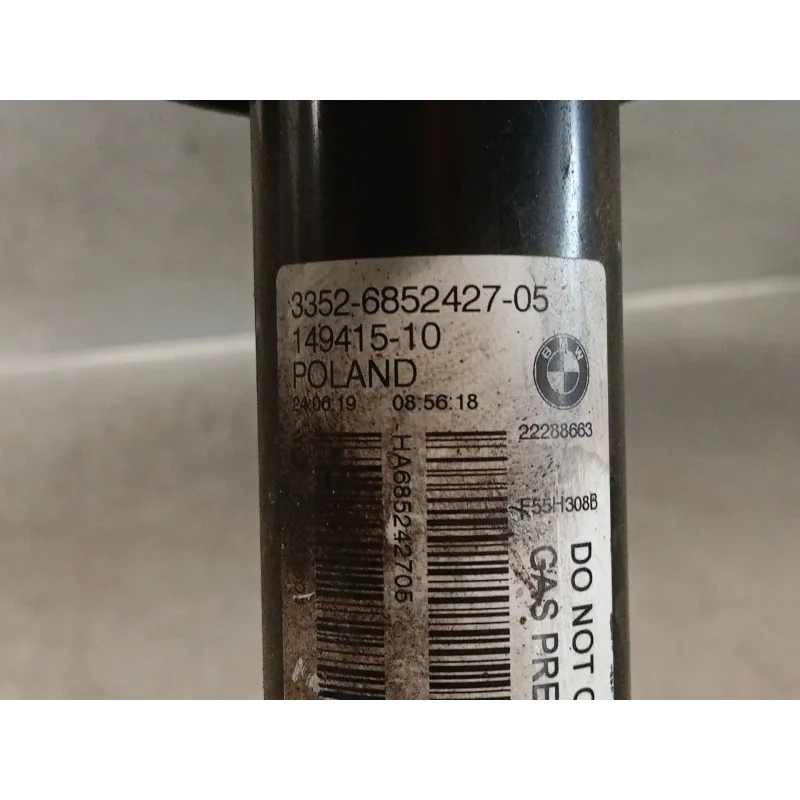 3352-6852427-05
149415-10
POLAND
24.06.19 08:56:18
BMW
22288663
HA685242706
F55H308B
DO NOT
GAS PRE